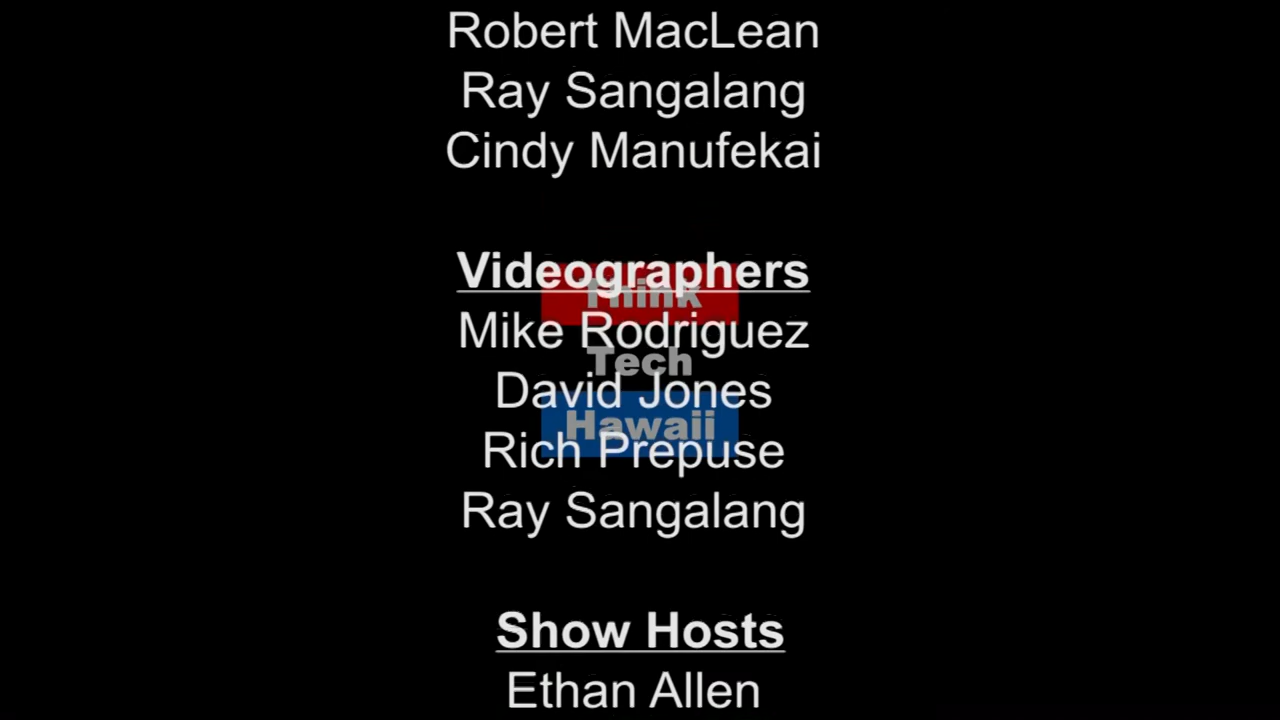 Robert MacLean
Ray Sangalang
Cindy Manufekai
Videographers
Think
Mike Rodriguez
Tech
David Jones
Hawaii
Rich Prepuse
Ray Sangalang
Show Hosts
Ethan Allen